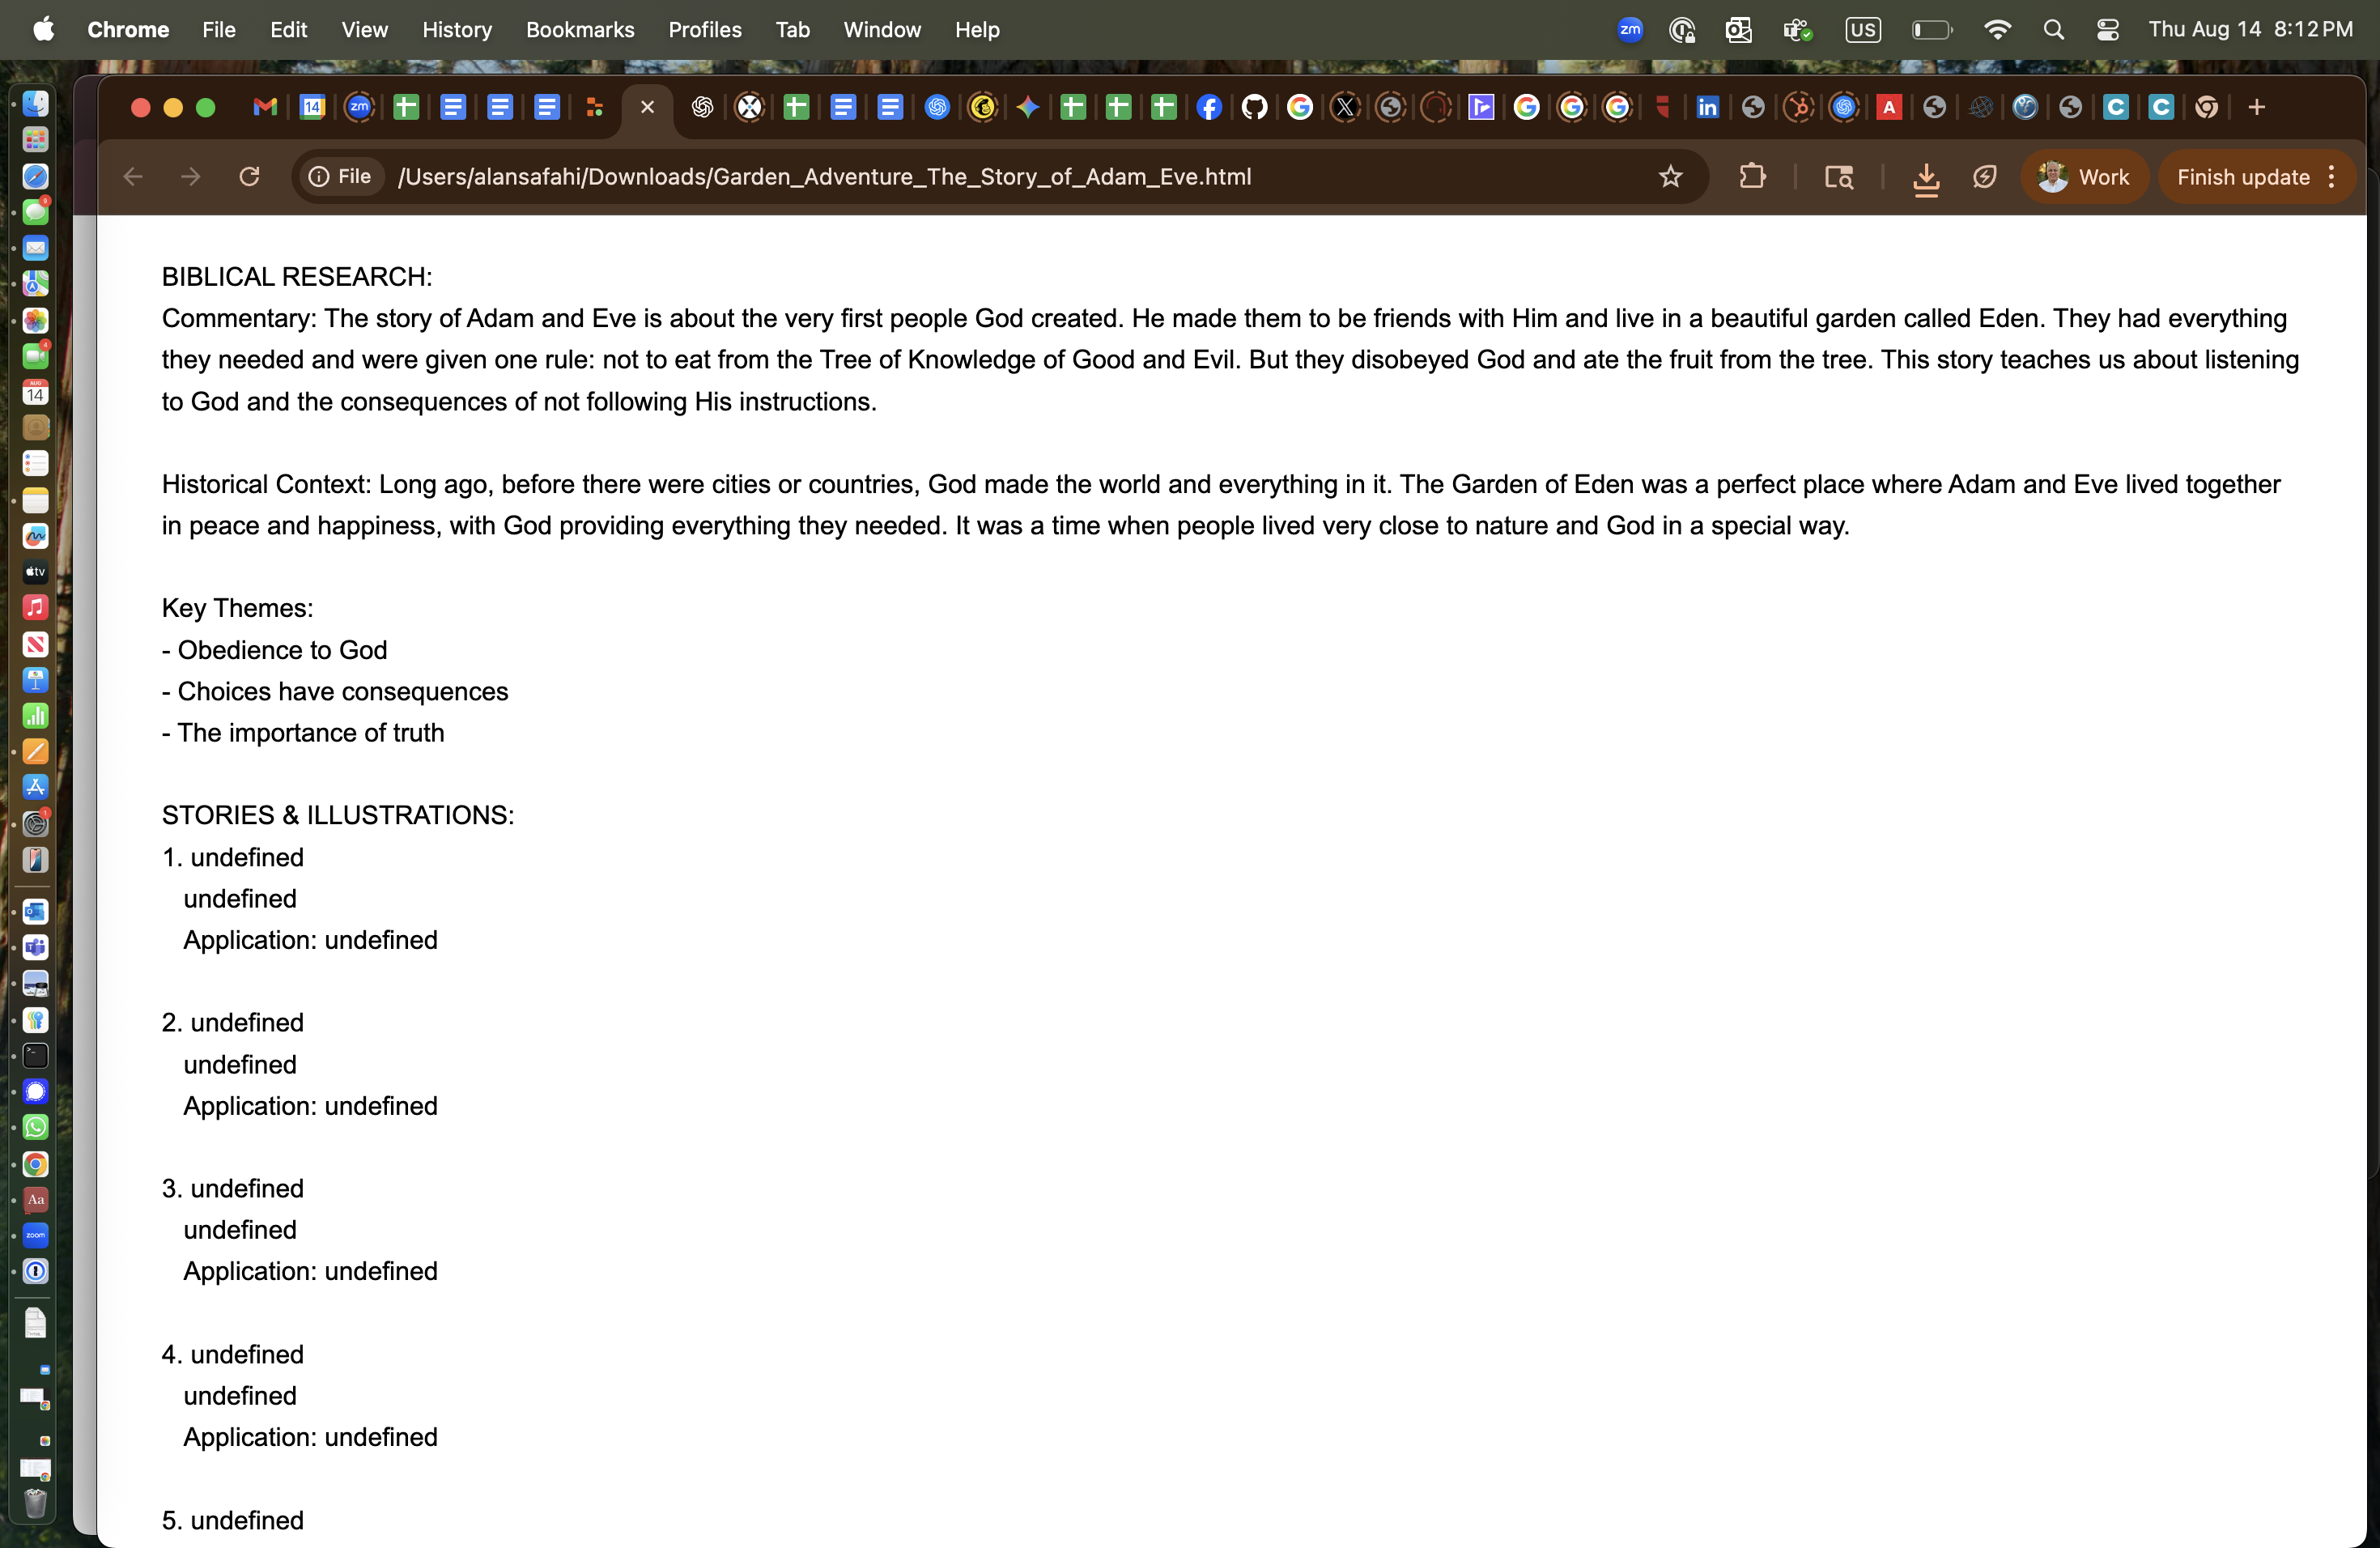 Chrome File Edit View History Bookmarks Profiles Tab Window Help zm US Thu Aug 14 8:12 PM
File /Users/alansafahi/Downloads/Garden_Adventure_The_Story_of_Adam_Eve.html Work Finish update
BIBLICAL RESEARCH:
Commentary: The story of Adam and Eve is about the very first people God created. He made them to be friends with Him and live in a beautiful garden called Eden. They had everything
they needed and were given one rule: not to eat from the Tree of Knowledge of Good and Evil. But they disobeyed God and ate the fruit from the tree. This story teaches us about listening
to God and the consequences of not following His instructions.
Historical Context: Long ago, before there were cities or countries, God made the world and everything in it. The Garden of Eden was a perfect place where Adam and Eve lived together
in peace and happiness, with God providing everything they needed. It was a time when people lived very close to nature and God in a special way.
Key Themes:
- Obedience to God
- Choices have consequences
- The importance of truth
STORIES & ILLUSTRATIONS:
1. undefined
undefined
Application: undefined
2. undefined
undefined
Application: undefined
3. undefined
undefined
Application: undefined
4. undefined
undefined
Application: undefined
5. undefined